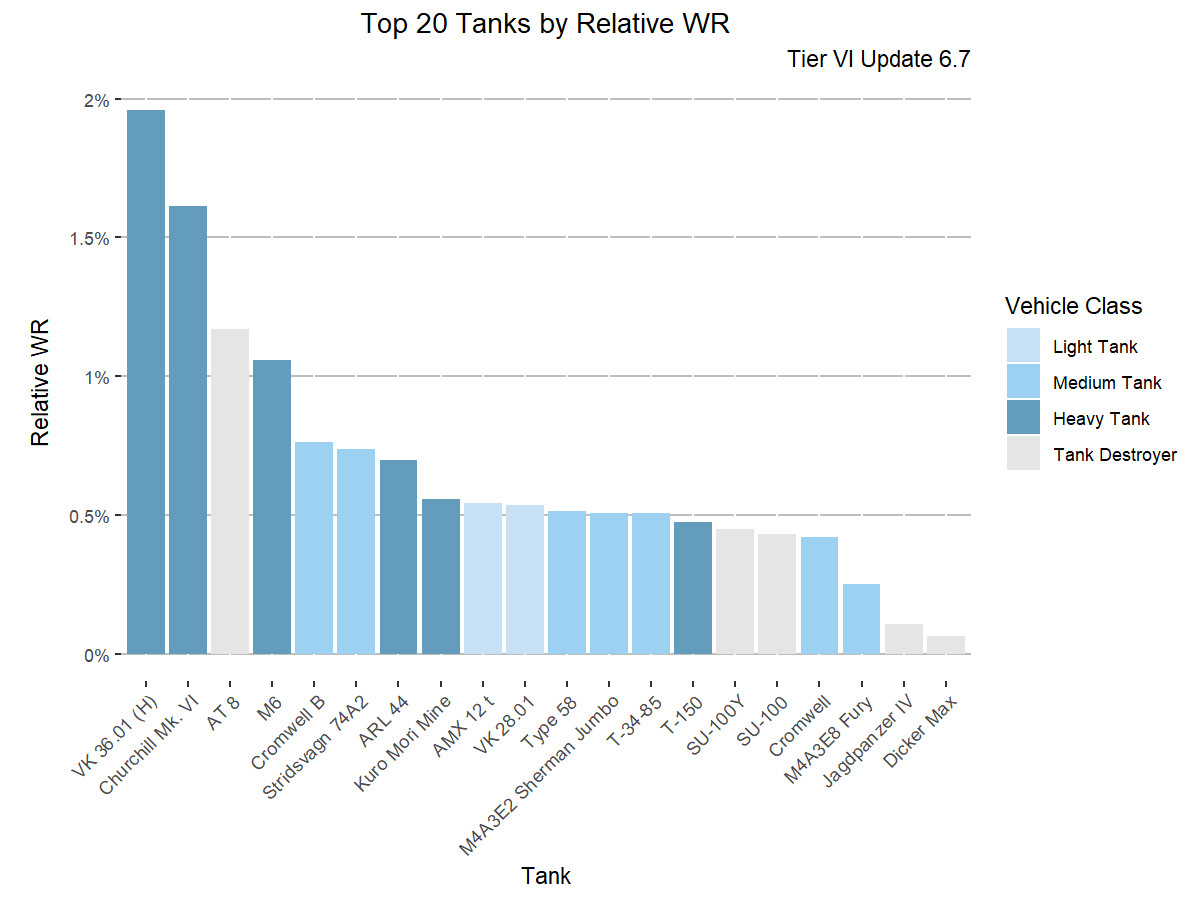 Top 20 Tanks by Relative WR
Tier VI Update 6.7
2%
1.5%
1%
0.5%
0%
Relative WR
VK 36.01 (H)
Churchill Mk. VI
AT 8
M6
Cromwell B
Stridsvagn 74A2
ARL 44
Kuro Mori Mine
AMX 12 t
VK 28.01
Type 58
M4A3E2 Sherman Jumbo
T-34-85
T-150
SU-100Y
SU-100
Cromwell
M4A3E8 Fury
Jagdpanzer IV
Dicker Max
Tank
Vehicle Class
Light Tank
Medium Tank
Heavy Tank
Tank Destroyer